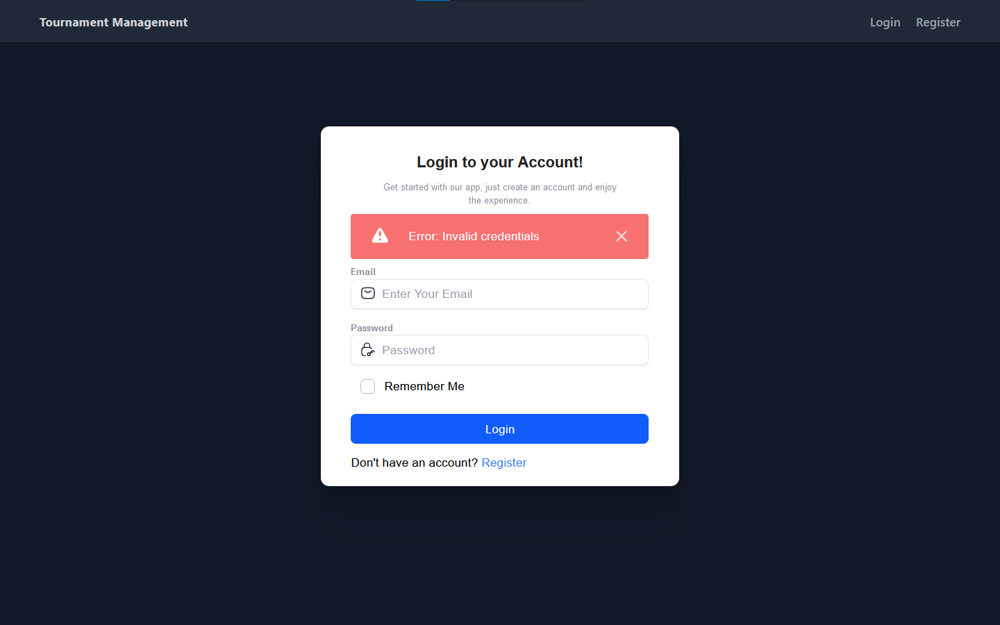 Tournament Management
Login
Register
Login to your Account!
Get started with our app, just create an account and enjoy
the experience.
Error: Invalid credentials
Email
Enter Your Email
Password
Password
Remember Me
Login
Don't have an account? Register